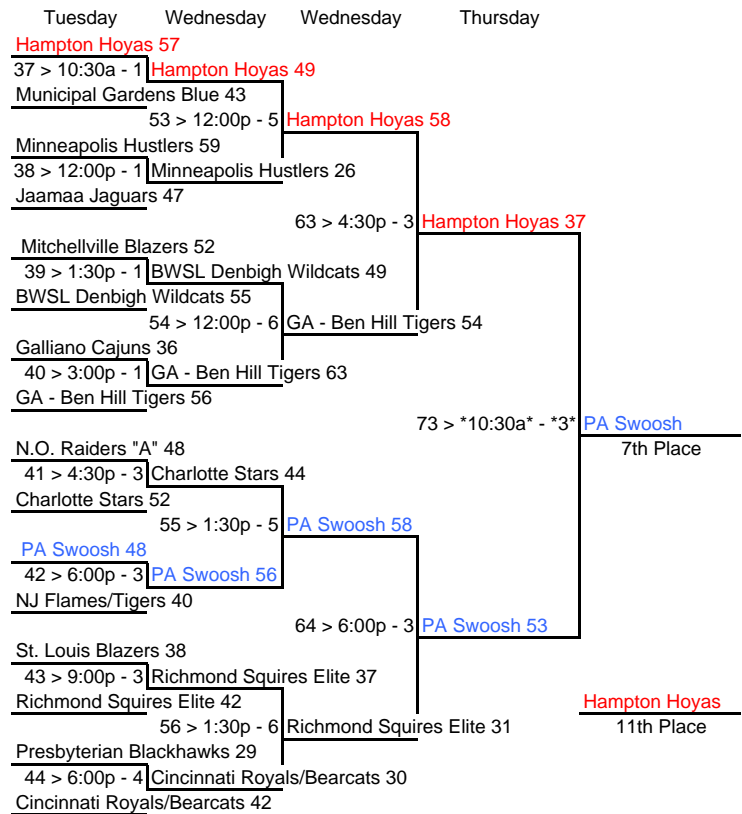 Tuesday Wednesday Wednesday Thursday
Hampton Hoyas 57
37 > 10:30a - 1 Hampton Hoyas 49
Municipal Gardens Blue 43
53 > 12:00p - 5 Hampton Hoyas 58
Minneapolis Hustlers 59
38 > 12:00p - 1 Minneapolis Hustlers 26
Jaamaa Jaguars 47
63 > 4:30p - 3 Hampton Hoyas 37
Mitchellville Blazers 52
39 > 1:30p - 1 BWSL Denbigh Wildcats 49
BWSL Denbigh Wildcats 55
54 > 12:00p - 6 GA - Ben Hill Tigers 54
Galliano Cajuns 36
40 > 3:00p - 1 GA - Ben Hill Tigers 63
GA - Ben Hill Tigers 56
73 > *10:30a* - *3* PA Swoosh
7th Place
N.O. Raiders "A" 48
41 > 4:30p - 3 Charlotte Stars 44
Charlotte Stars 52
55 > 1:30p - 5 PA Swoosh 58
PA Swoosh 48
42 > 6:00p - 3 PA Swoosh 56
NJ Flames/Tigers 40
64 > 6:00p - 3 PA Swoosh 53
St. Louis Blazers 38
43 > 9:00p - 3 Richmond Squires Elite 37
Richmond Squires Elite 42
Hampton Hoyas
56 > 1:30p - 6 Richmond Squires Elite 31
11th Place
Presbyterian Blackhawks 29
44 > 6:00p - 4 Cincinnati Royals/Bearcats 30
Cincinnati Royals/Bearcats 42